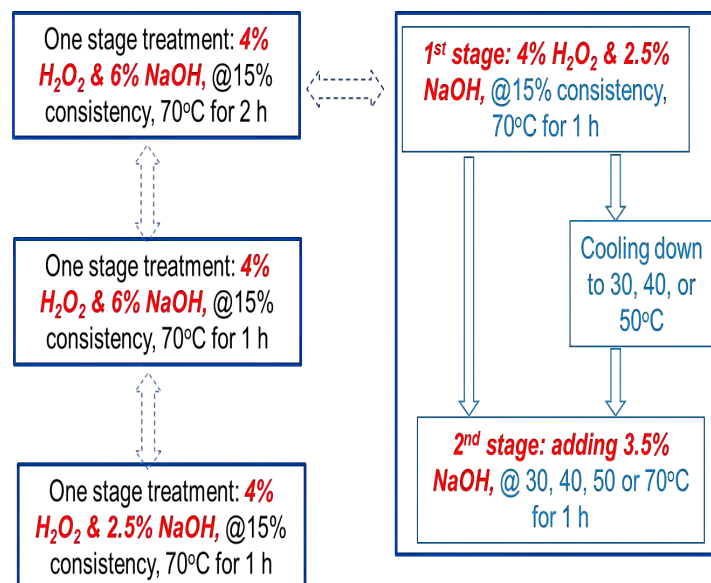 One stage treatment: 4%
H₂O₂ & 6% NaOH, @15%
consistency, 70ºC for 2 h
One stage treatment: 4%
H₂O₂ & 6% NaOH, @15%
consistency, 70ºC for 1 h
One stage treatment: 4%
H₂O₂ & 2.5% NaOH, @15%
consistency, 70ºC for 1 h
1ˢᵗ stage: 4% H₂O₂ & 2.5%
NaOH, @15% consistency,
70ºC for 1 h
Cooling down
to 30, 40, or
50ºC
2ⁿᵈ stage: adding 3.5%
NaOH, @ 30, 40, 50 or 70ºC
for 1 h